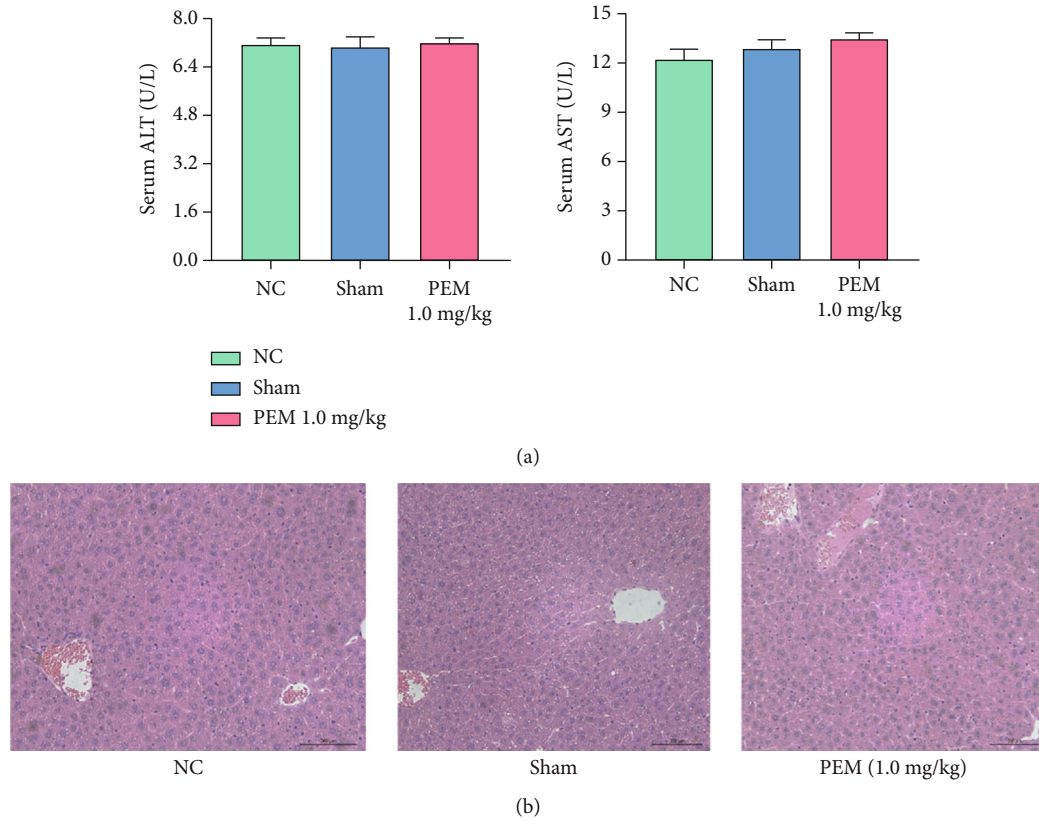 8.0
6.4
4.8
3.2
1.6
0.0
Serum ALT (U/L)
NC
Sham
PEM
1.0 mg/kg
15
12
9
6
3
0
Serum AST (U/L)
NC
Sham
PEM
1.0 mg/kg
NC
Sham
PEM 1.0 mg/kg
(a)
NC
Sham
PEM (1.0 mg/kg)
(b)